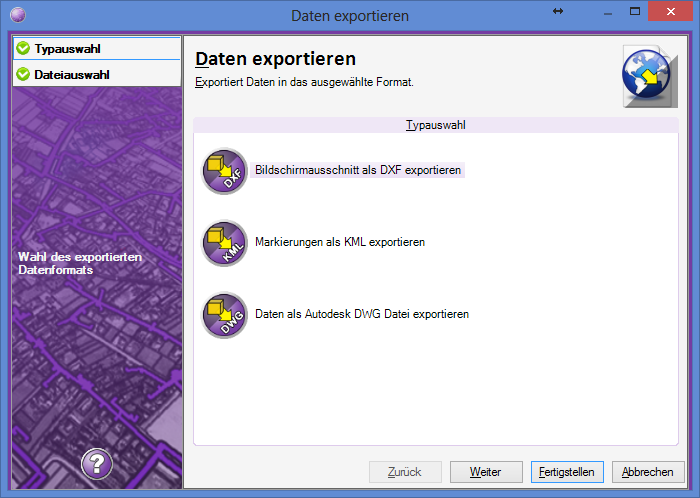 Daten exportieren
Typauswahl
Dateiauswahl
Wahl des exportierten
Datenformats
?
Daten exportieren
Exportiert Daten in das ausgewählte Format.
Typauswahl
DXF
Bildschirmausschnitt als DXF exportieren
KML
Markierungen als KML exportieren
DWG
Daten als Autodesk DWG Datei exportieren
Zurück
Weiter
Fertigstellen
Abbrechen